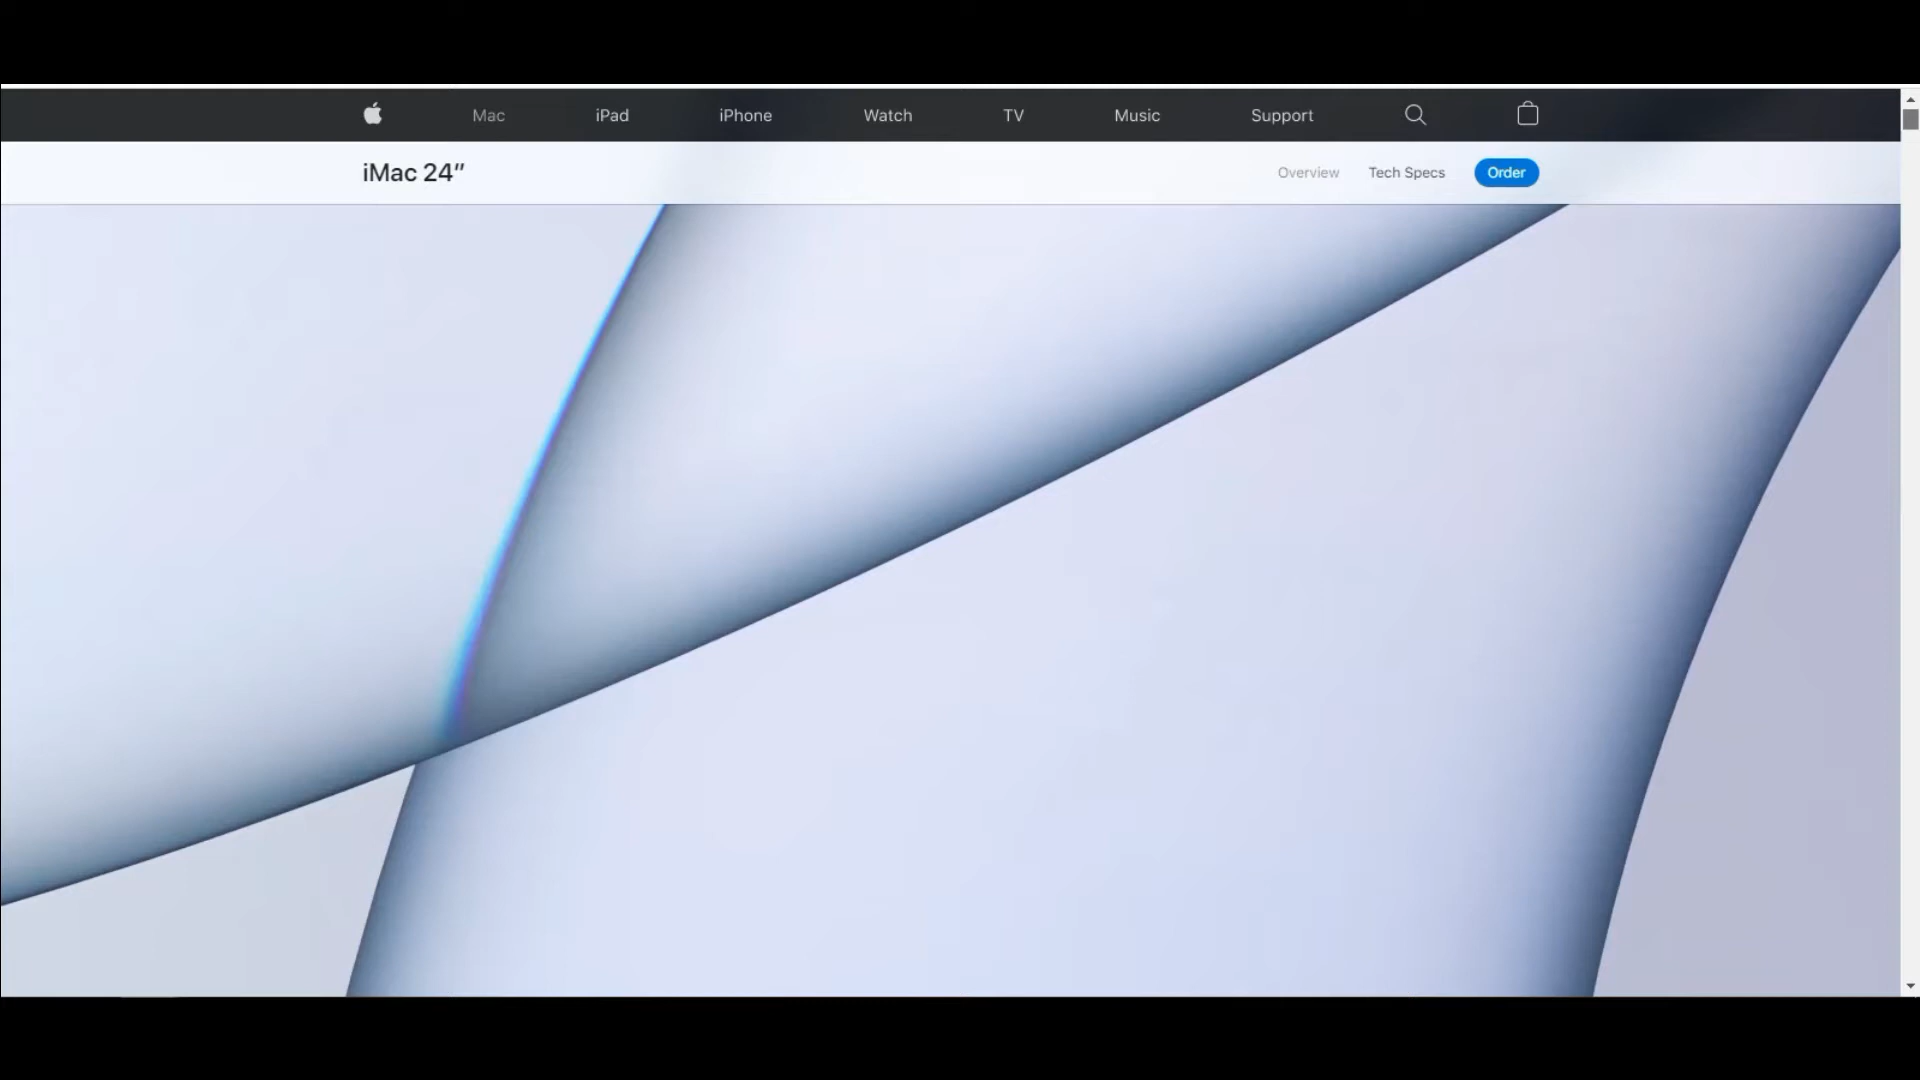 Mac iPad iPhone Watch TV Music Support
iMac 24″ Overview Tech Specs Order